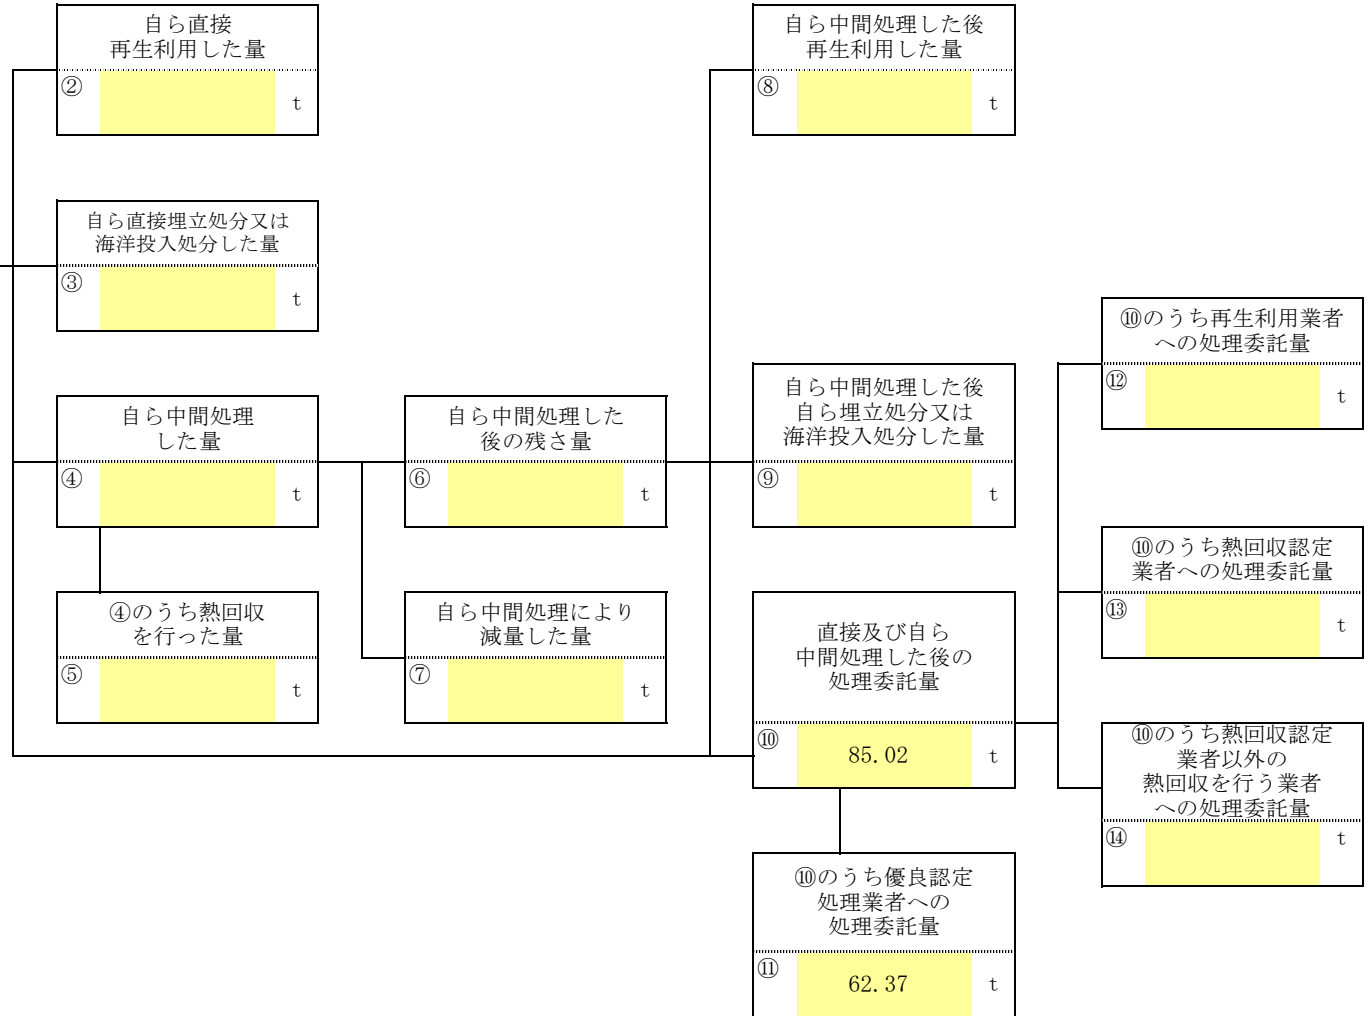 自ら直接
再生利用した量
②
t
自ら中間処理した後
再生利用した量
⑧
t
自ら直接埋立処分又は
海洋投入処分した量
③
t
⑩のうち再生利用業者
への処理委託量
⑫
t
自ら中間処理
した量
④
t
自ら中間処理した
後の残さ量
⑥
t
自ら中間処理した後
自ら埋立処分又は
海洋投入処分した量
⑨
t
⑩のうち熱回収認定
業者への処理委託量
⑬
t
④のうち熱回収
を行った量
⑤
t
自ら中間処理により
減量した量
⑦
t
直接及び自ら
中間処理した後の
処理委託量
⑩ 85.02 t
⑩のうち熱回収認定
業者以外の
熱回収を行う業者
への処理委託量
⑭
t
⑩のうち優良認定
処理業者への
処理委託量
⑪ 62.37 t